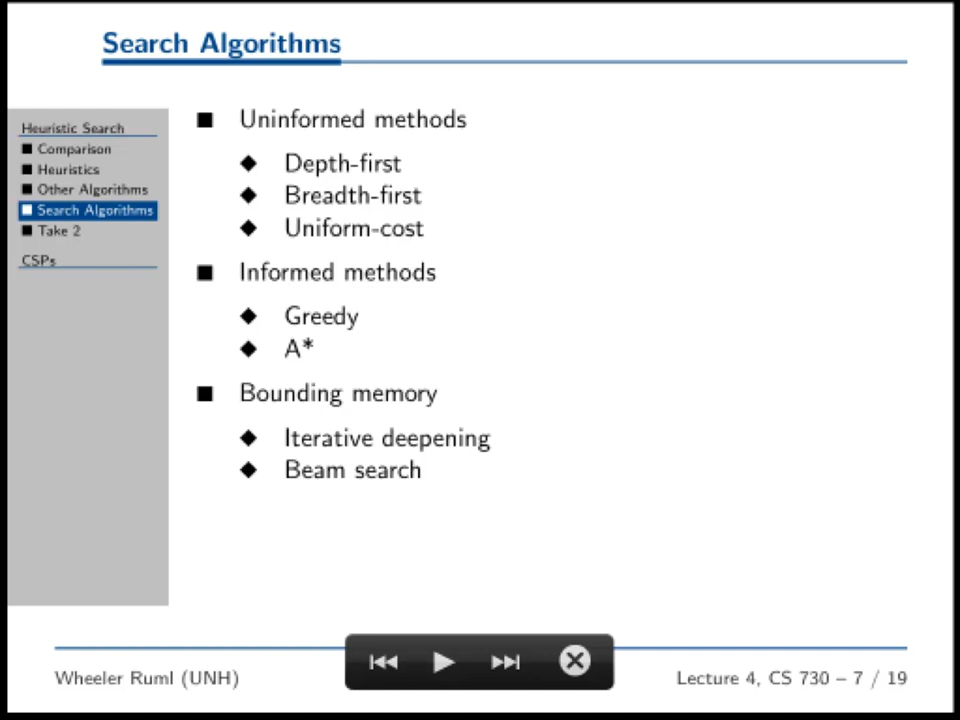 Search Algorithms
Heuristic Search
Comparison
Heuristics
Other Algorithms
Search Algorithms
Take 2
CSPs
Uninformed methods
Depth-first
Breadth-first
Uniform-cost
Informed methods
Greedy
A*
Bounding memory
Iterative deepening
Beam search
Wheeler Ruml (UNH)
Lecture 4, CS 730 – 7 / 19